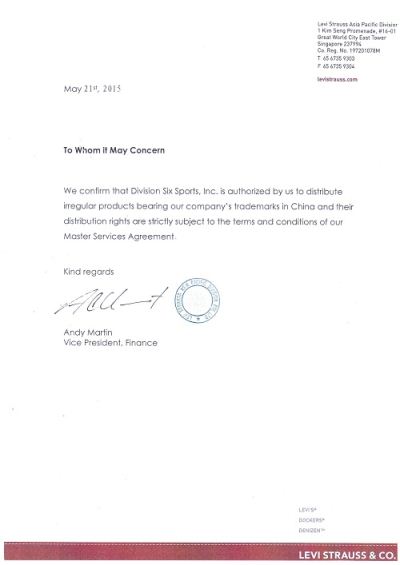 Levi Strauss Asia Pacific Division
1 Kim Seng Promenade, #16-01
Great World City East Tower
Singapore 237994
Co. Reg. No. 197201078M
T 65 6735 9303
F 65 6735 9304
levistrauss.com
May 21st, 2015
To Whom it May Concern
We confirm that Division Six Sports, Inc. is authorized by us to distribute
irregular products bearing our company's trademarks in China and their
distribution rights are strictly subject to the terms and conditions of our
Master Services Agreement.
Kind regards
Andy Martin
Vice President, Finance
LEVI'S®
DOCKERS®
DENIZEN™
LEVI STRAUSS & CO.